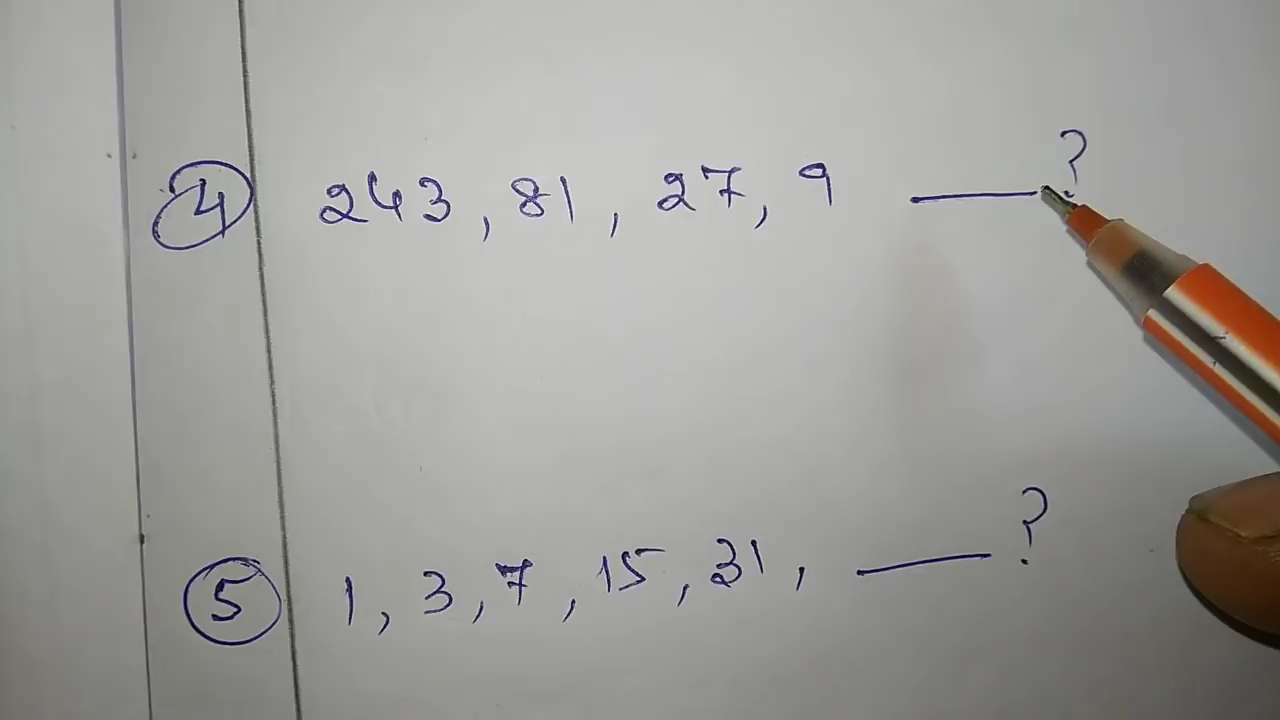 4 243, 81, 27, 9 ___?
5 1, 3, 7, 15, 31, ___?